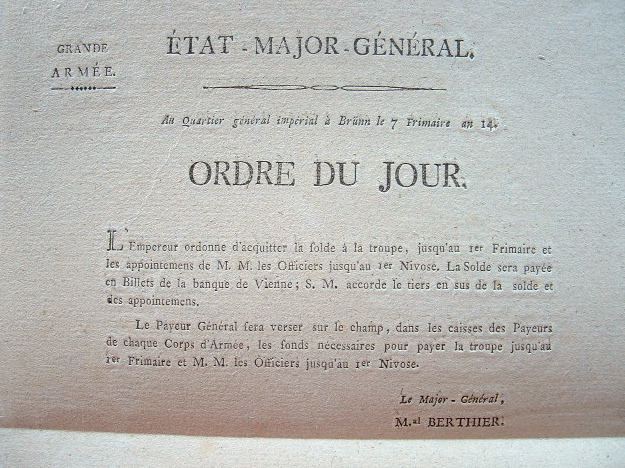 GRANDE
ARMÉE.
ÉTAT-MAJOR-GÉNÉRAL.
Au Quartier général impérial à Brünn le 7 Frimaire an 14.
ORDRE DU JOUR.
L'Empereur ordonne d'acquitter la solde à la troupe, jusqu'au 1er Frimaire et
les appointemens de M. M. les Officiers jusqu'au 1er Nivose. La Solde sera payée
en Billets de la banque de Vienne; S. M. accorde le tiers en sus de la solde et
des appointemens.
Le Payeur Général fera verser sur le champ, dans les caisses des Payeurs
de chaque Corps d'Armée, les fonds nécessaires pour payer la troupe jusqu'au
1er Frimaire et M. M. les Officiers jusqu'au 1er Nivose.
Le Major-Général,
M.al BERTHIER.